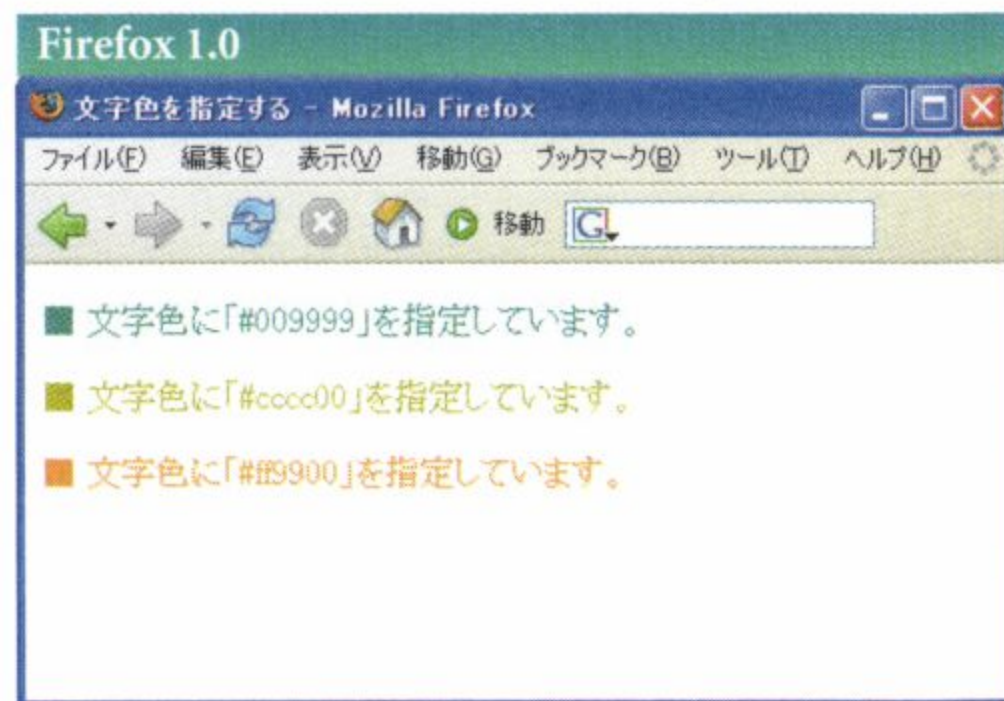 Firefox 1.0
文字色を指定する - Mozilla Firefox
ファイル(F) 編集(E) 表示(V) 移動(G) ブックマーク(B) ツール(T) ヘルプ(H)
移動 G
■ 文字色に「#009999」を指定しています。
■ 文字色に「#cccc00」を指定しています。
■ 文字色に「#ff9900」を指定しています。